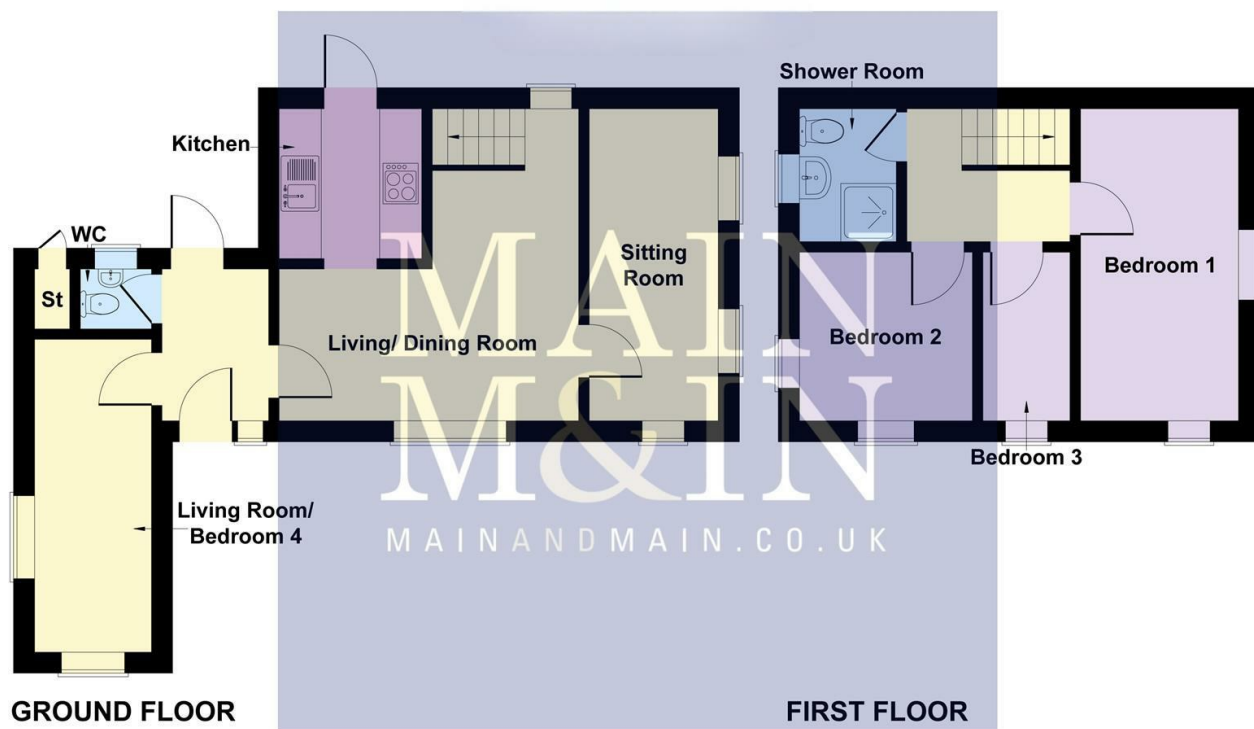 Shower Room
Kitchen
WC
St
Sitting
Room
Bedroom 1
Living/ Dining Room
Bedroom 2
Bedroom 3
Living Room/
Bedroom 4
MAIN
M&IN
MAINANDMAIN.CO.UK
GROUND FLOOR
FIRST FLOOR